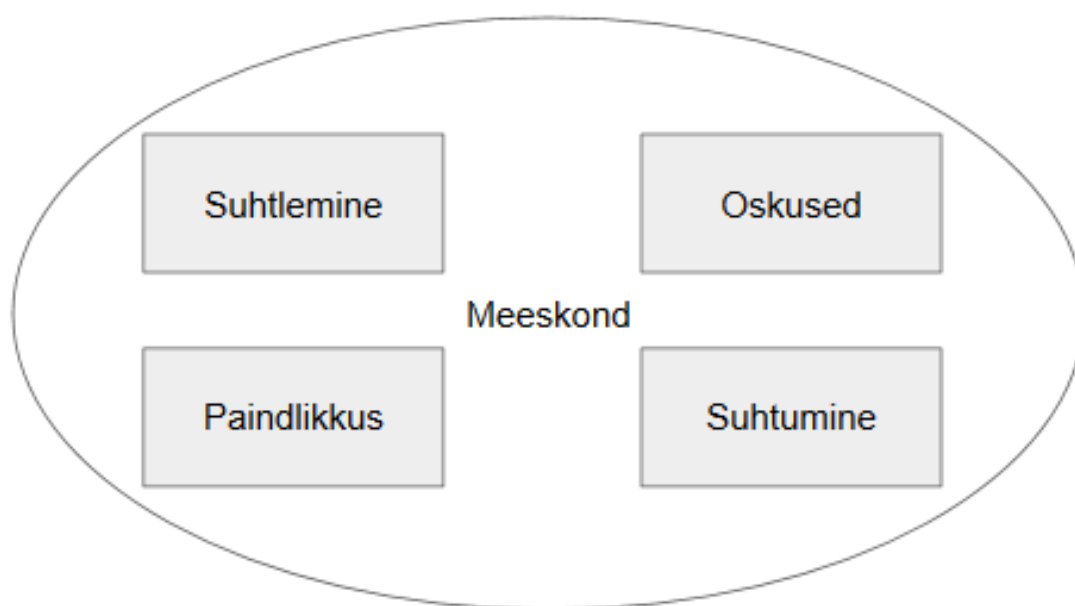 Suhtlemine
Oskused
Meeskond
Paindlikkus
Suhtumine